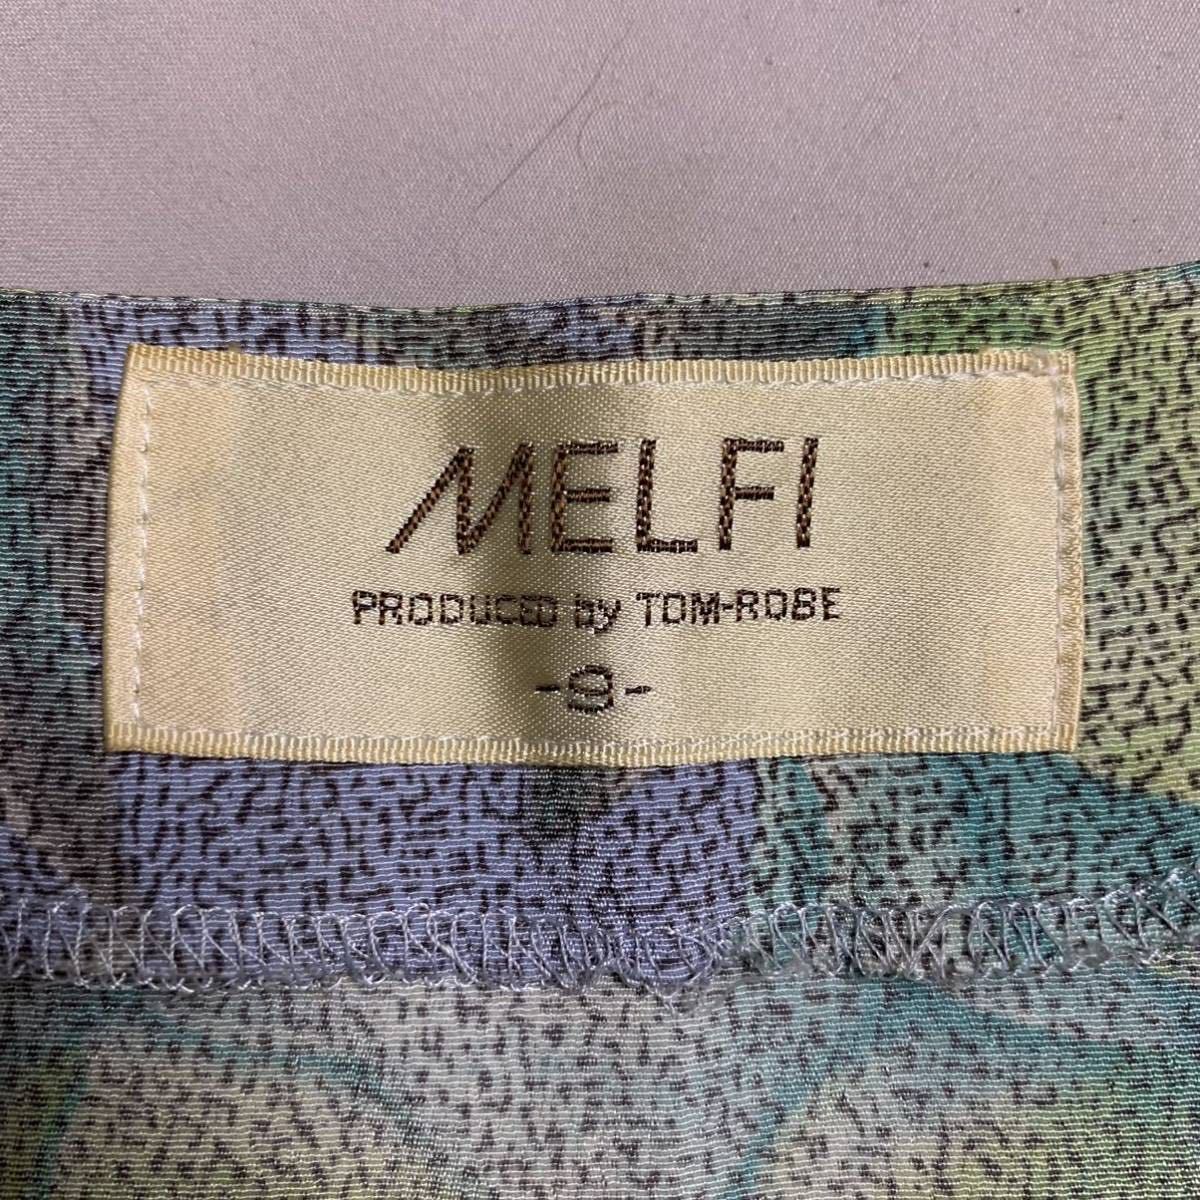 MELFI
PRODUCED by TOM-ROBE
-9-